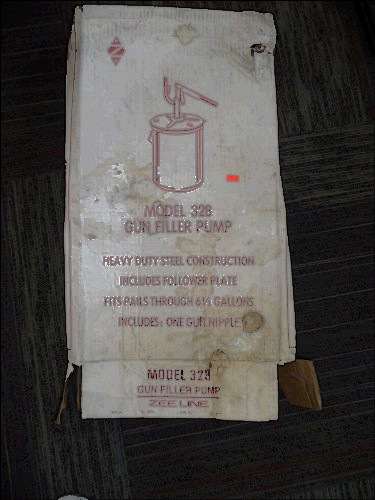 MODEL 328
GUN FILLER PUMP
HEAVY DUTY STEEL CONSTRUCTION
INCLUDES FOLLOWER PLATE
FITS PAILS THROUGH 6½ GALLONS
INCLUDES: ONE GUN NIPPLE
MODEL 328
GUN FILLER PUMP
ZEE LINE